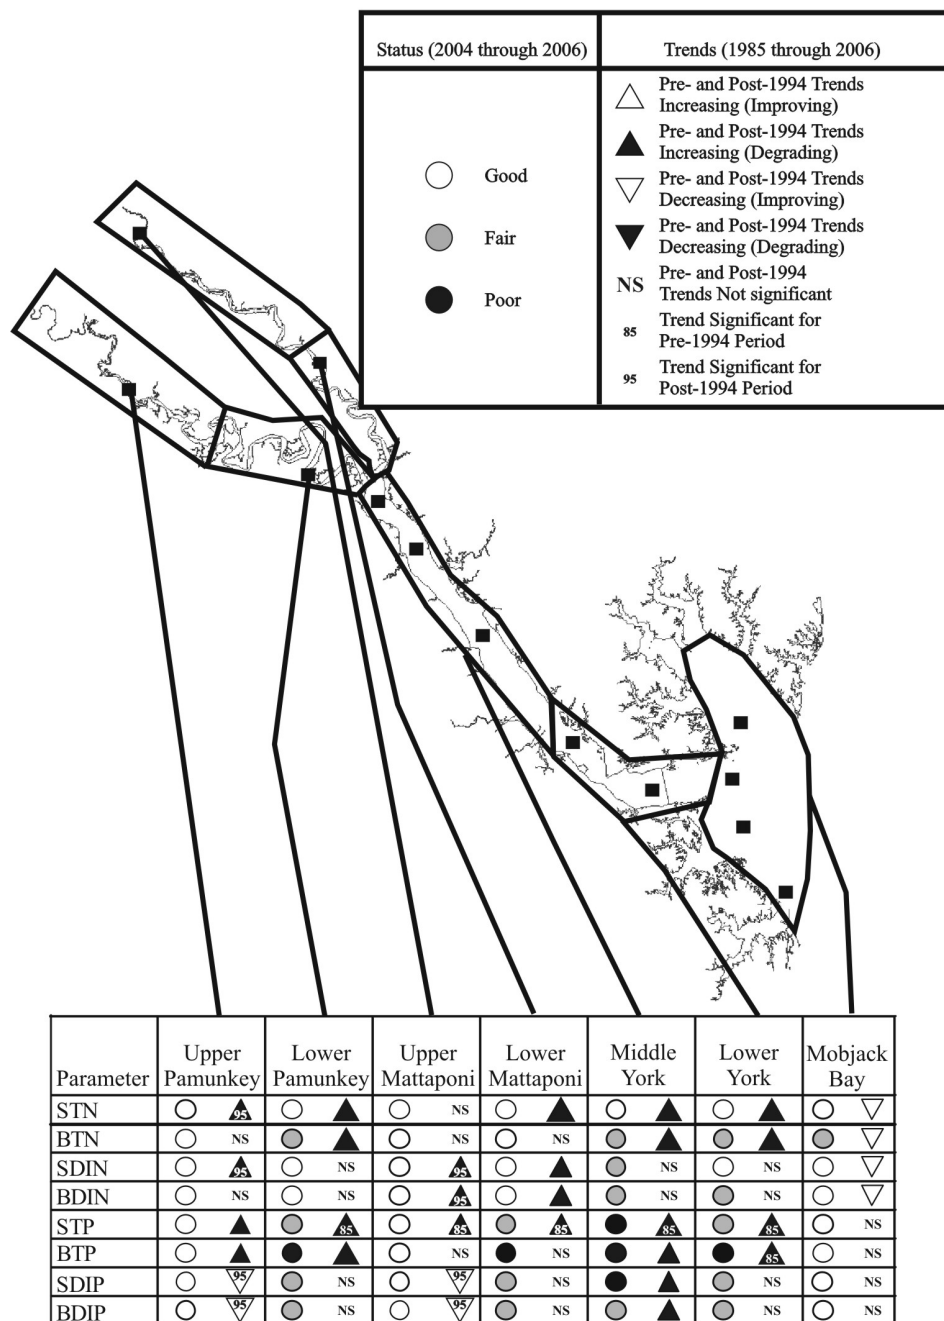 Status (2004 through 2006) Trends (1985 through 2006)
Pre- and Post-1994 Trends
Increasing (Improving)
Pre- and Post-1994 Trends
Increasing (Degrading)
Good
Pre- and Post-1994 Trends
Decreasing (Improving)
Fair
Pre- and Post-1994 Trends
Decreasing (Degrading)
NS Pre- and Post-1994
Trends Not significant
Poor
85 Trend Significant for
Pre-1994 Period
95 Trend Significant for
Post-1994 Period
Parameter Upper Pamunkey Lower Pamunkey Upper Mattaponi Lower Mattaponi Middle York Lower York Mobjack Bay
STN 95 NS
BTN NS NS NS
SDIN 95 NS 95 NS NS
BDIN NS NS 95 NS NS
STP 85 85 85 85 85 NS
BTP NS NS 85 NS
SDIP 95 NS 95 NS NS NS
BDIP 95 NS 95 NS NS NS